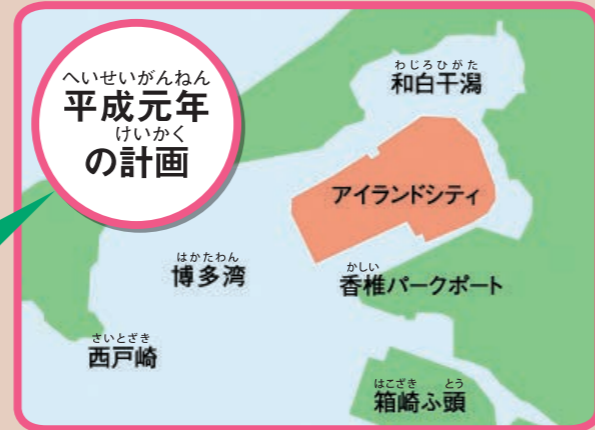 へいせいがんねん
平成元年
けいかく
の計画
わじろひがた
和白干潟
アイランドシティ
はかたわん
博多湾
かしい
香椎パークポート
さいとざき
西戸崎
はこざき とう
箱崎ふ頭